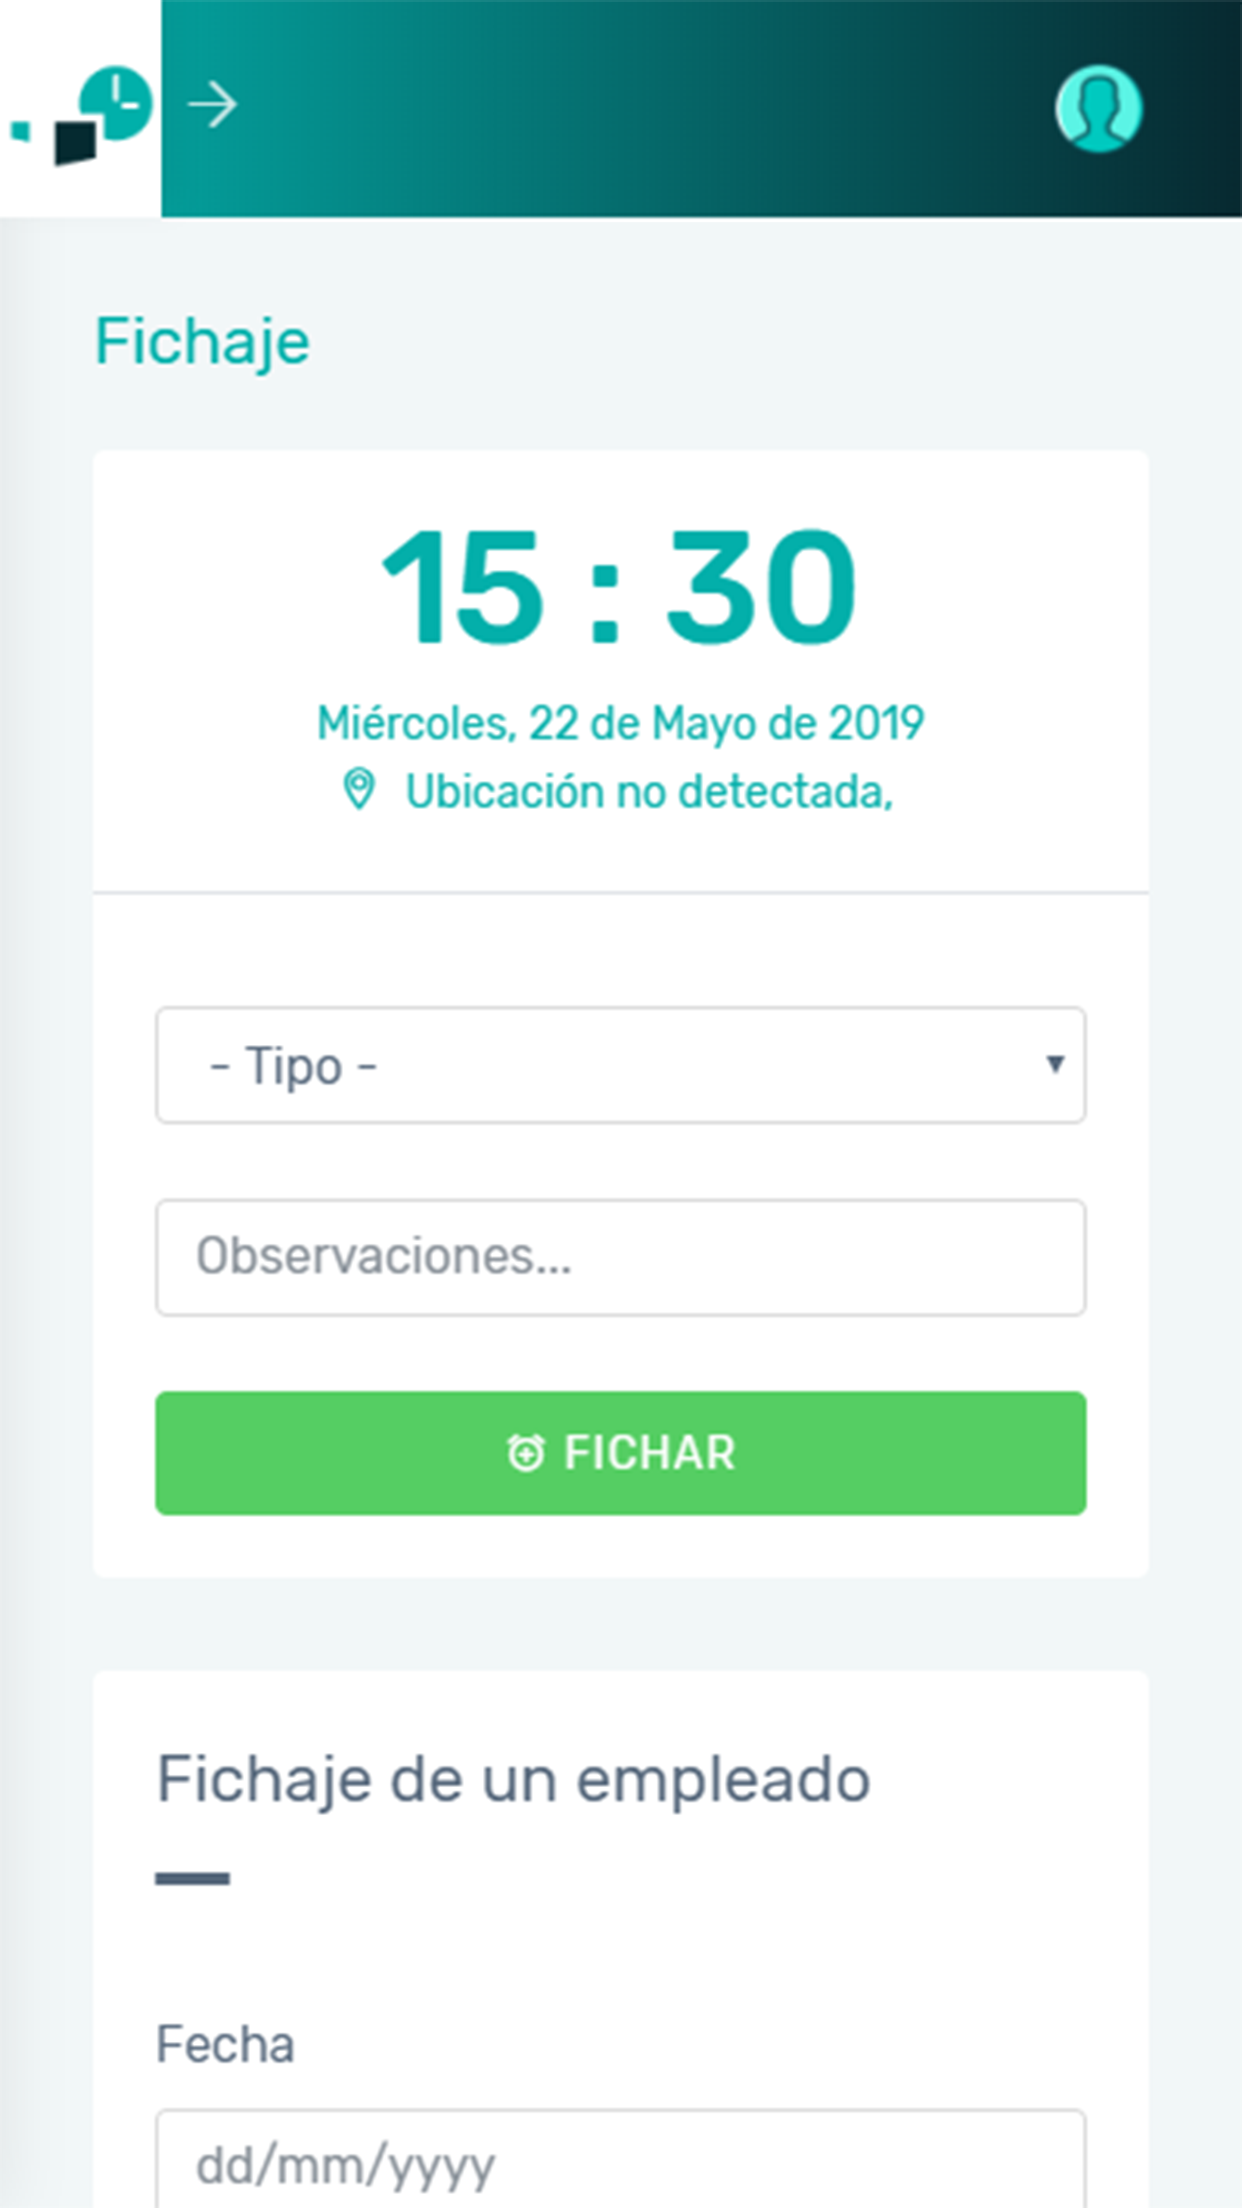 Fichaje
15 : 30
Miércoles, 22 de Mayo de 2019
Ubicación no detectada,
- Tipo -
Observaciones...
FICHAR
Fichaje de un empleado
Fecha
dd/mm/yyyy